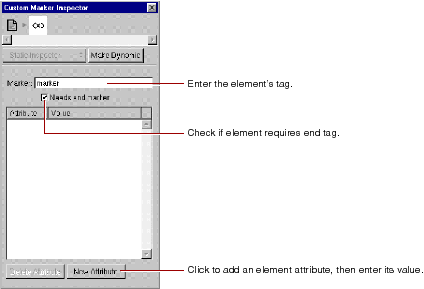 Custom Marker Inspector
<x>
Static Inspector
Make Dynamic
Marker: marker
Enter the element's tag.
Needs end marker
Attribute Value
Check if element requires end tag.
Delete Attribute New Attribute
Click to add an element attribute, then enter its value.